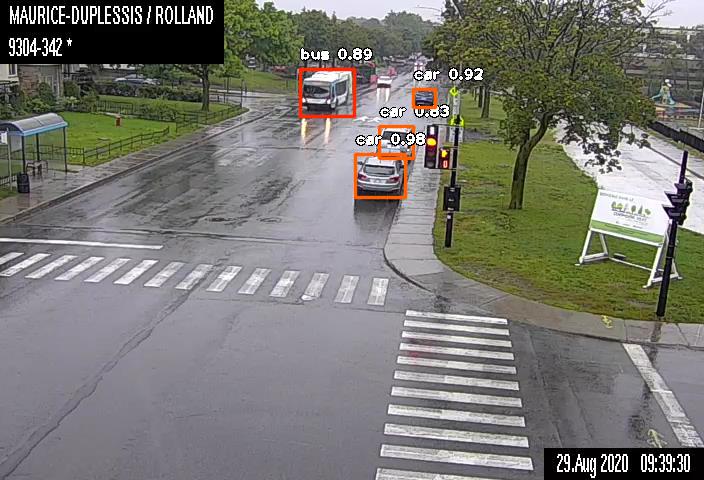 MAURICE-DUPLESSIS / ROLLAND
9304-342 *
bus 0.89
car 0.92
car 0.83
car 0.98
29.Aug 2020 09:39:30